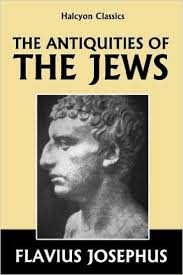 Halcyon Classics
THE ANTIQUITIES OF
THE JEWS
FLAVIUS JOSEPHUS